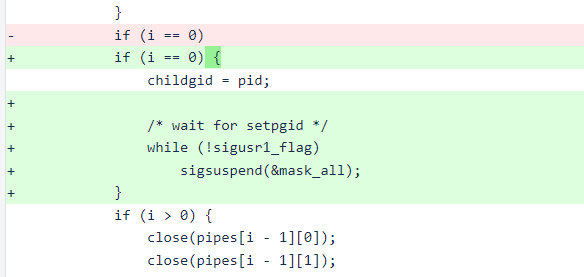 }
-           if (i == 0)
+           if (i == 0) {
                childgid = pid;
+
+               /* wait for setpgid */
+               while (!sigusr1_flag)
+                   sigsuspend(&mask_all);
+           }
            if (i > 0) {
                close(pipes[i - 1][0]);
                close(pipes[i - 1][1]);